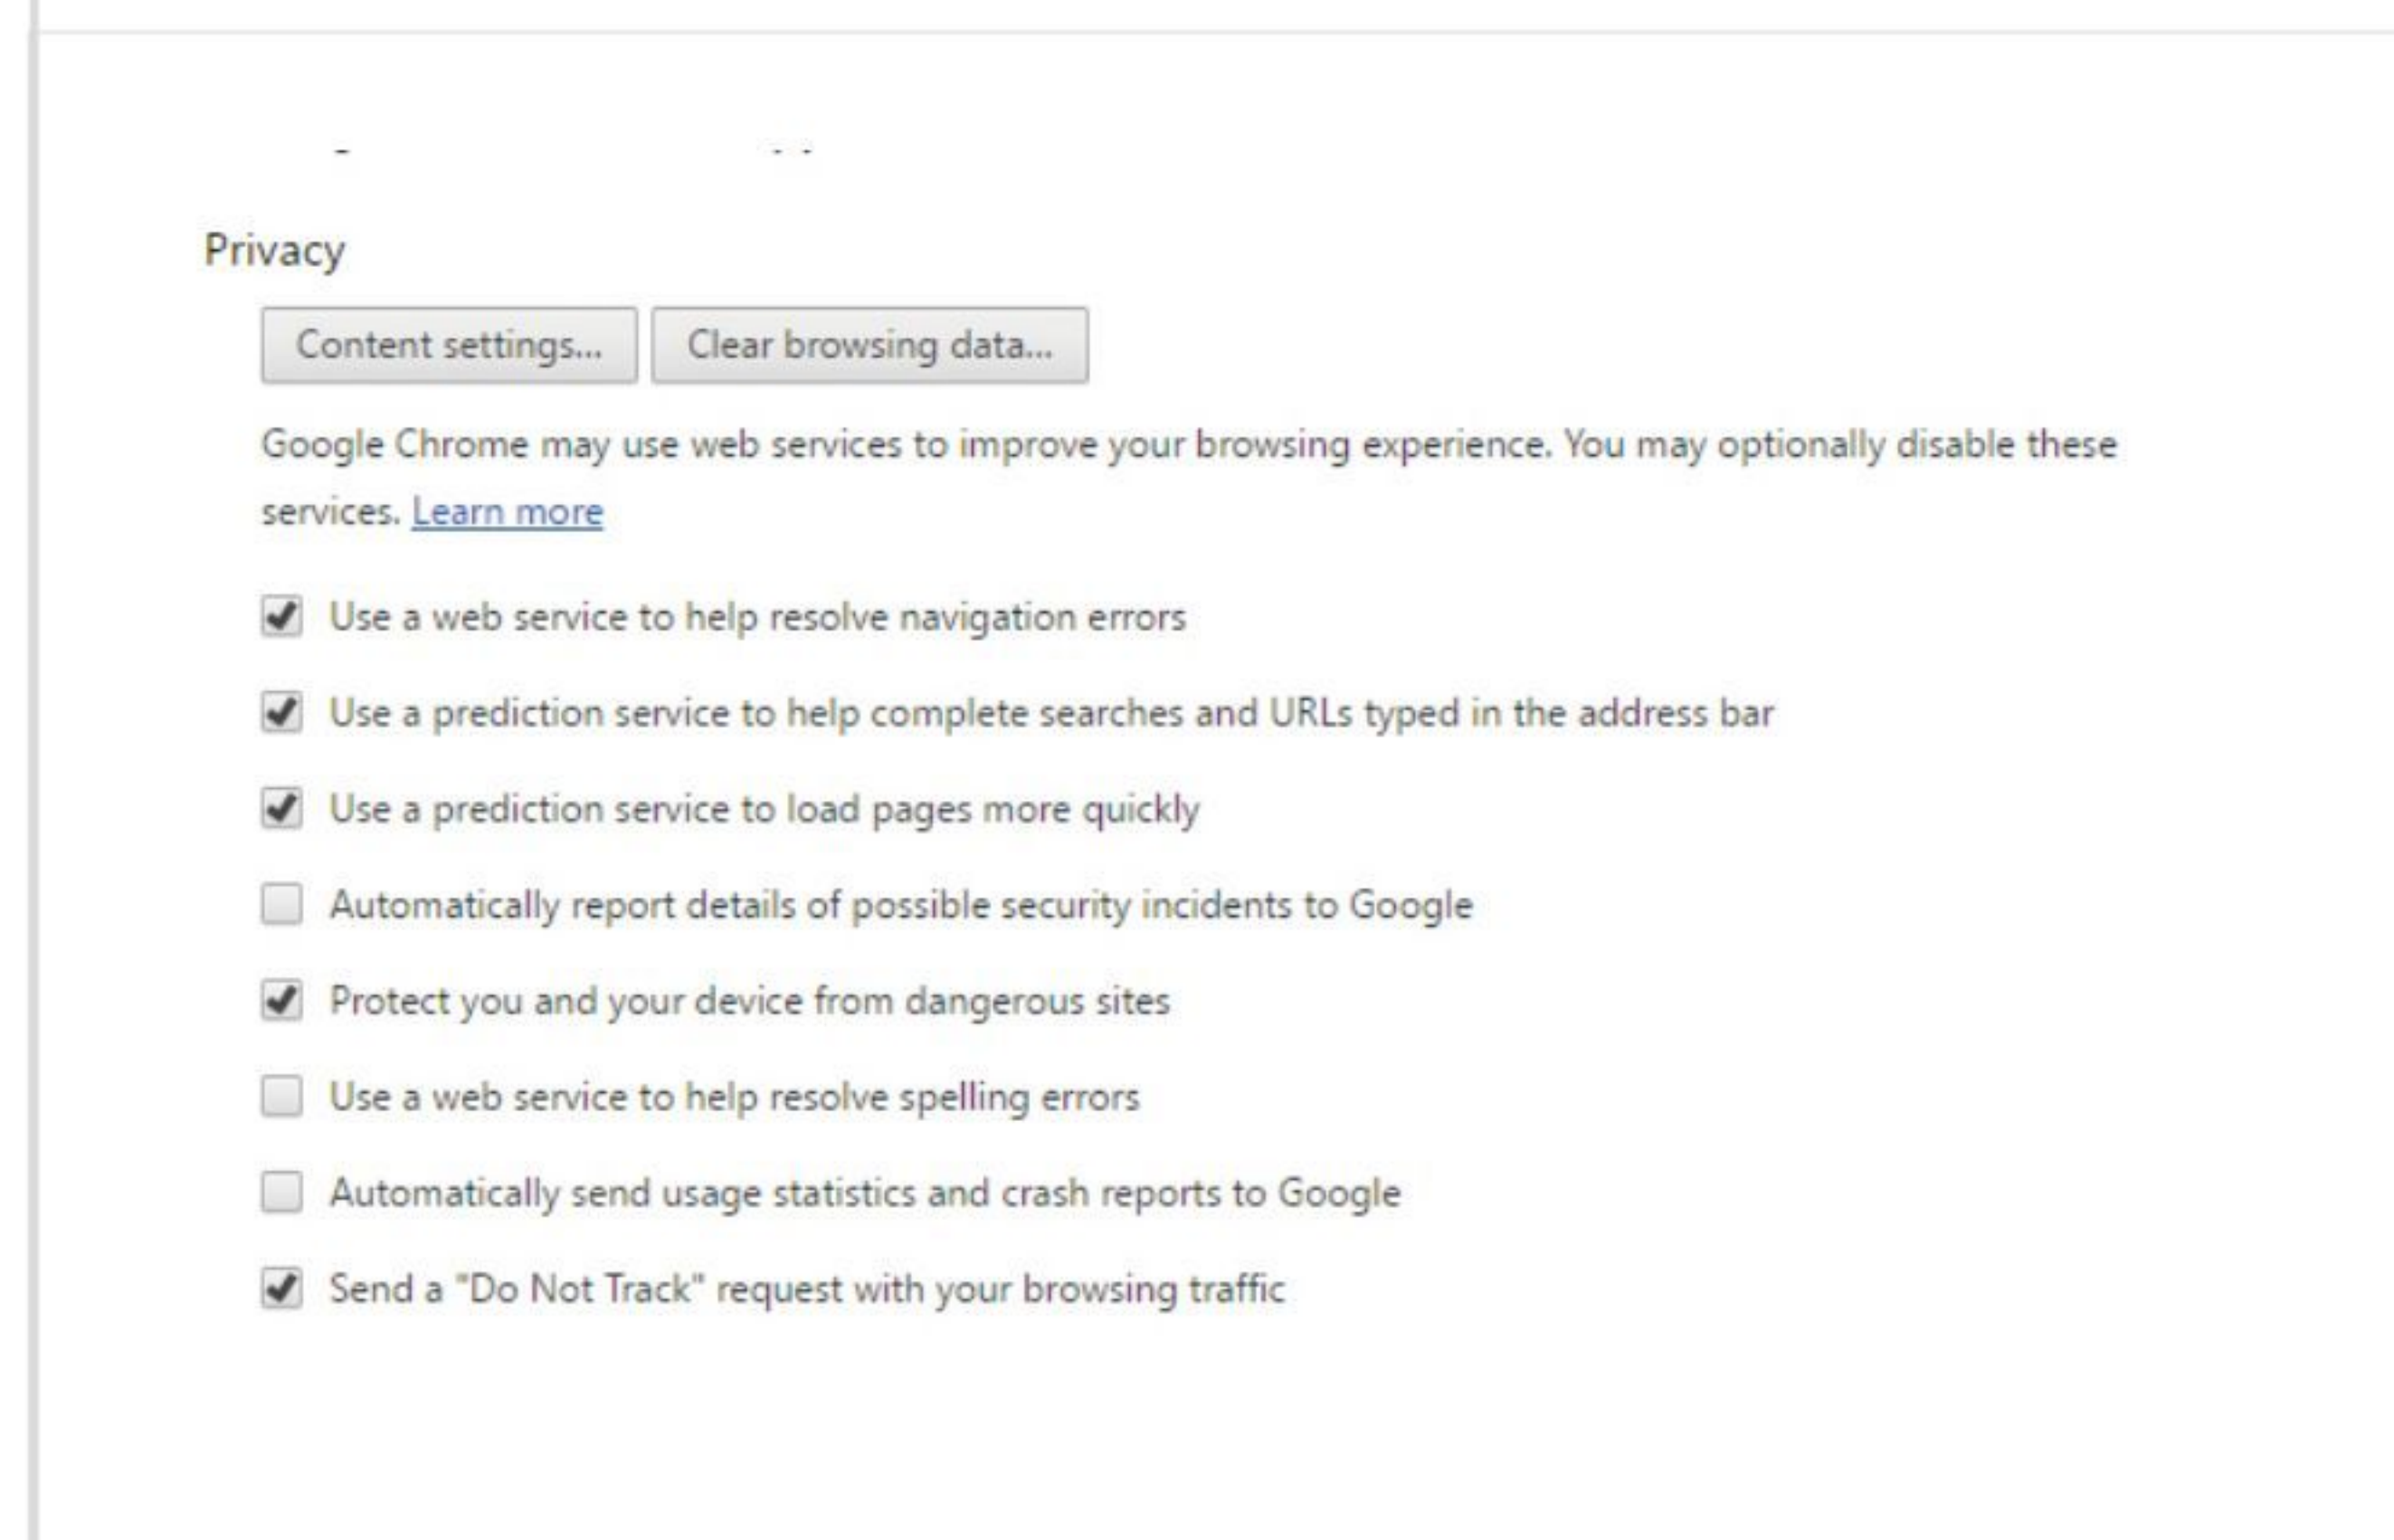 Privacy
Content settings... Clear browsing data...
Google Chrome may use web services to improve your browsing experience. You may optionally disable these
services. Learn more
Use a web service to help resolve navigation errors
Use a prediction service to help complete searches and URLs typed in the address bar
Use a prediction service to load pages more quickly
Automatically report details of possible security incidents to Google
Protect you and your device from dangerous sites
Use a web service to help resolve spelling errors
Automatically send usage statistics and crash reports to Google
Send a "Do Not Track" request with your browsing traffic